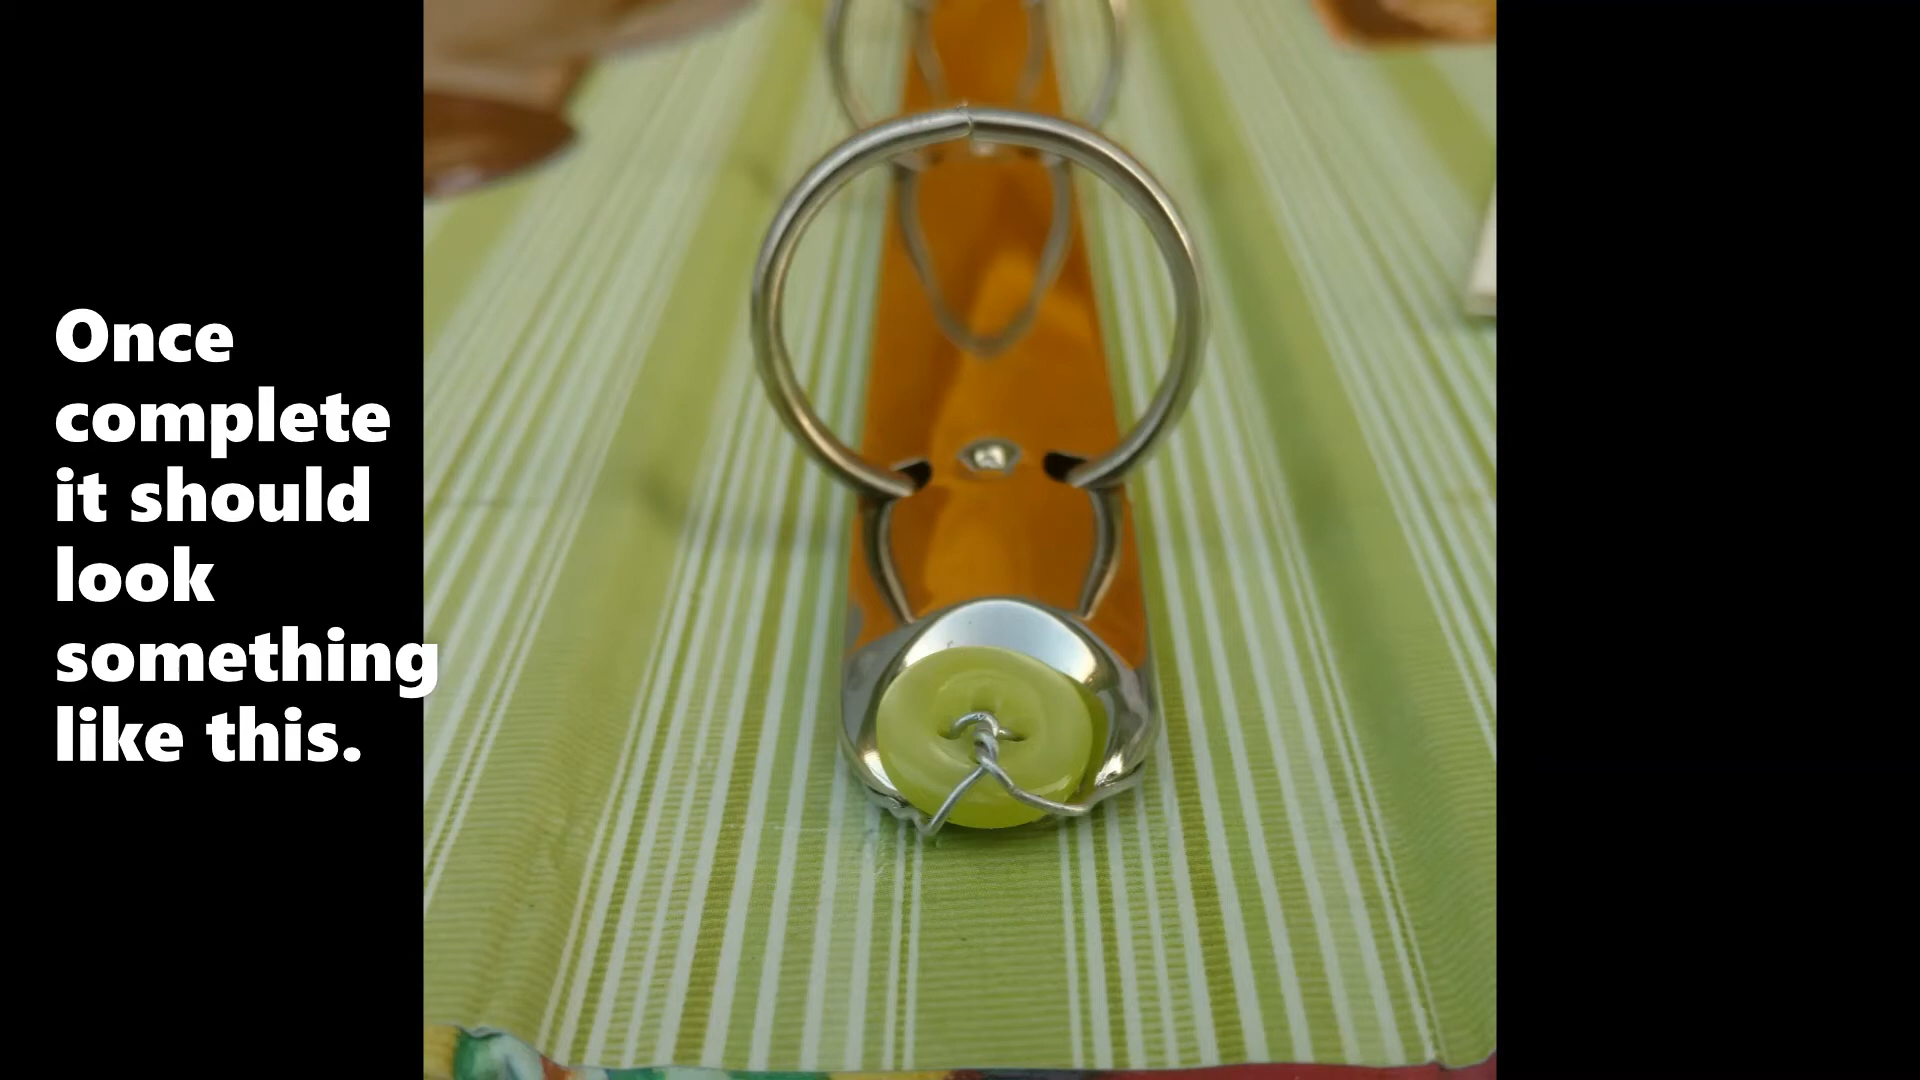 Once
complete
it should
look
something
like this.